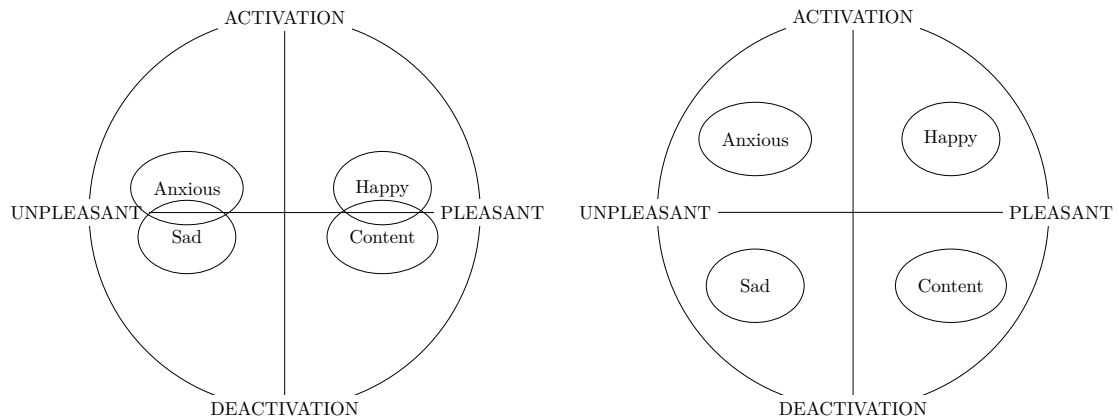 ACTIVATION
Anxious
Happy
UNPLEASANT
PLEASANT
Sad
Content
DEACTIVATION
ACTIVATION
Anxious
Happy
UNPLEASANT
PLEASANT
Sad
Content
DEACTIVATION